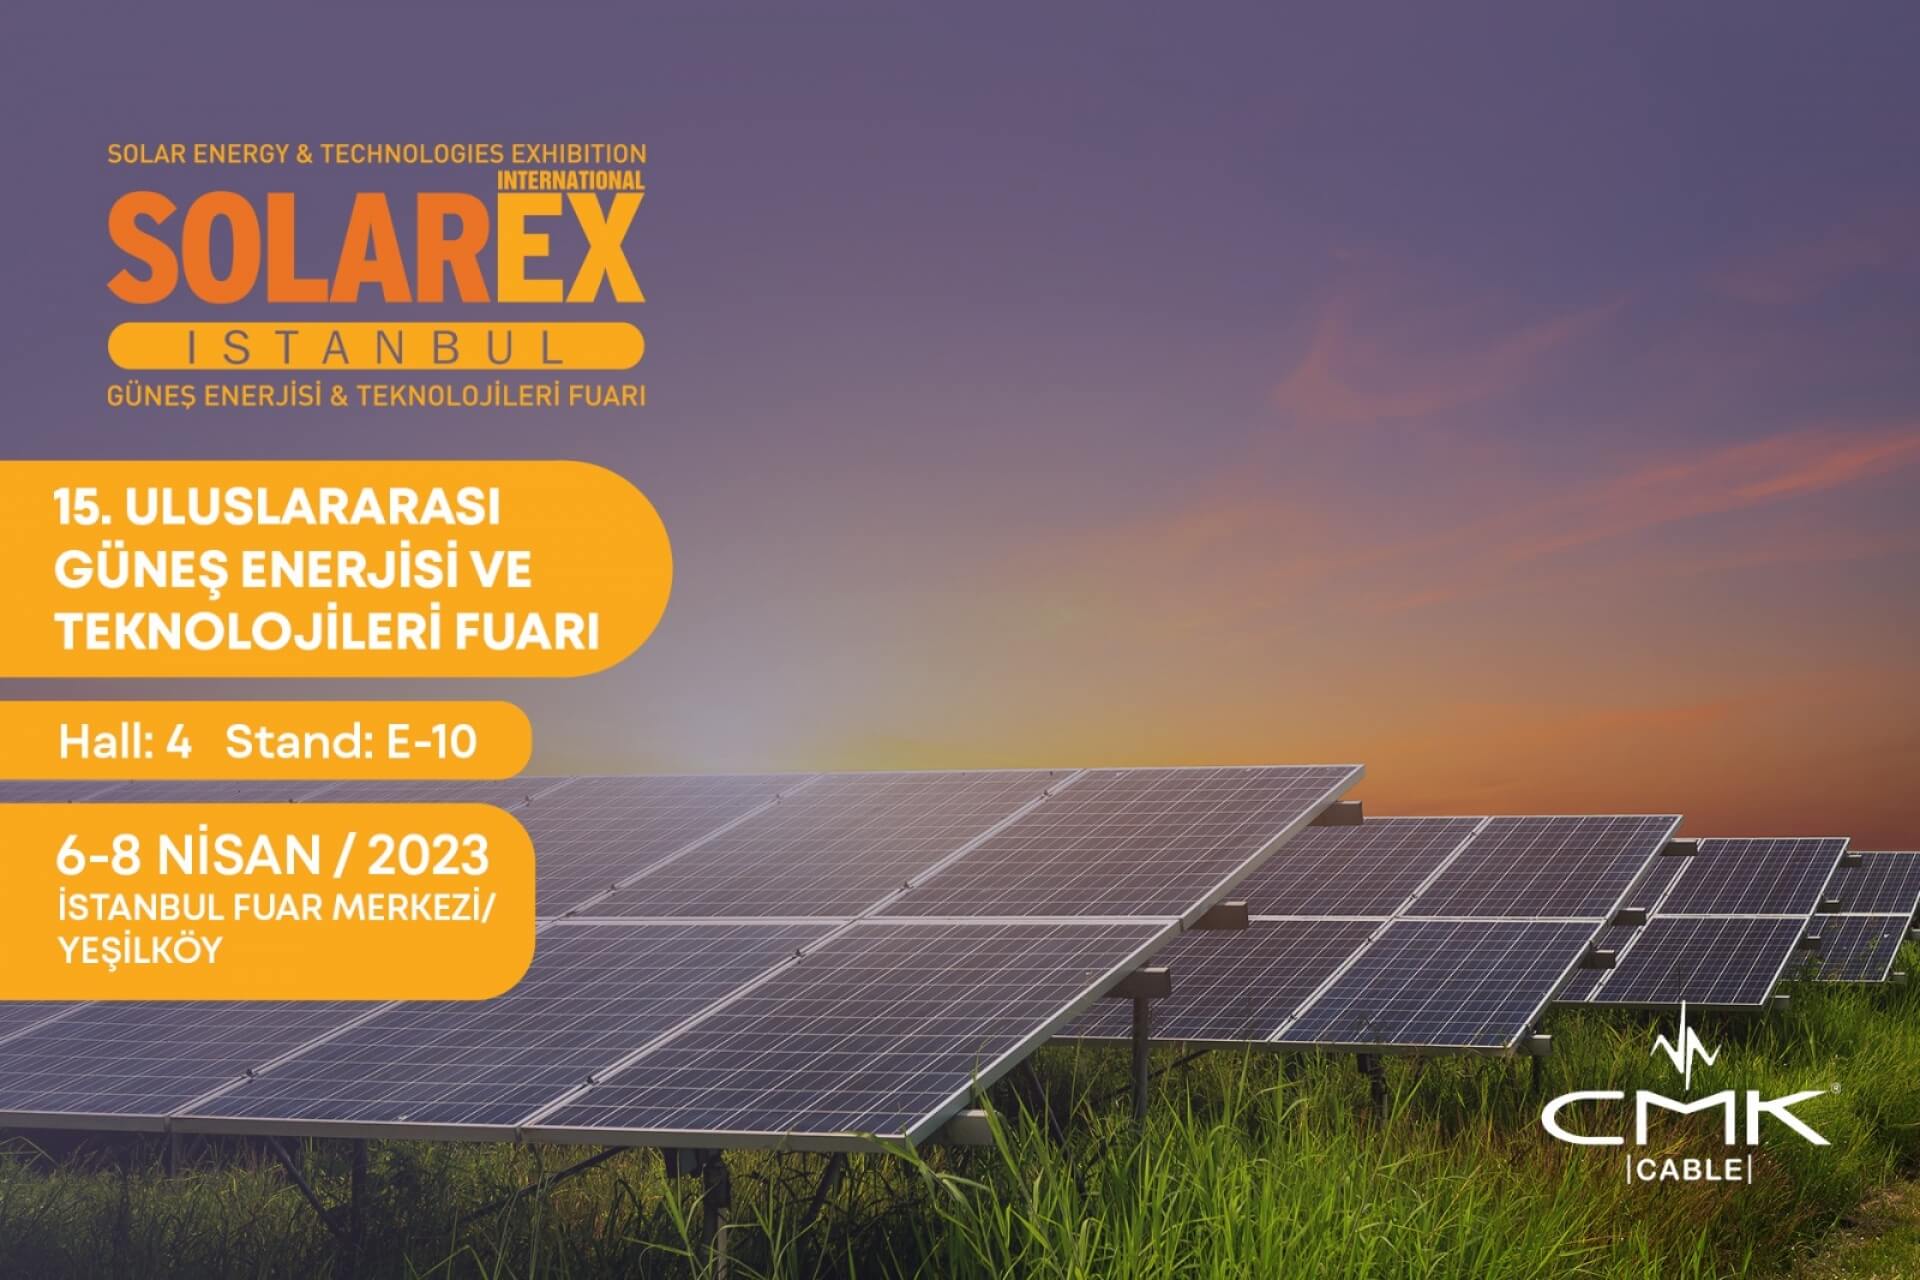 SOLAR ENERGY & TECHNOLOGIES EXHIBITION
INTERNATIONAL
SOLAREX
ISTANBUL
GÜNEŞ ENERJİSİ & TEKNOLOJİLERİ FUARI
15. ULUSLARARASI
GÜNEŞ ENERJİSİ VE
TEKNOLOJİLERİ FUARI
Hall: 4 Stand: E-10
6-8 NİSAN / 2023
İSTANBUL FUAR MERKEZİ/
YEŞİLKÖY
CMK®
|CABLE|